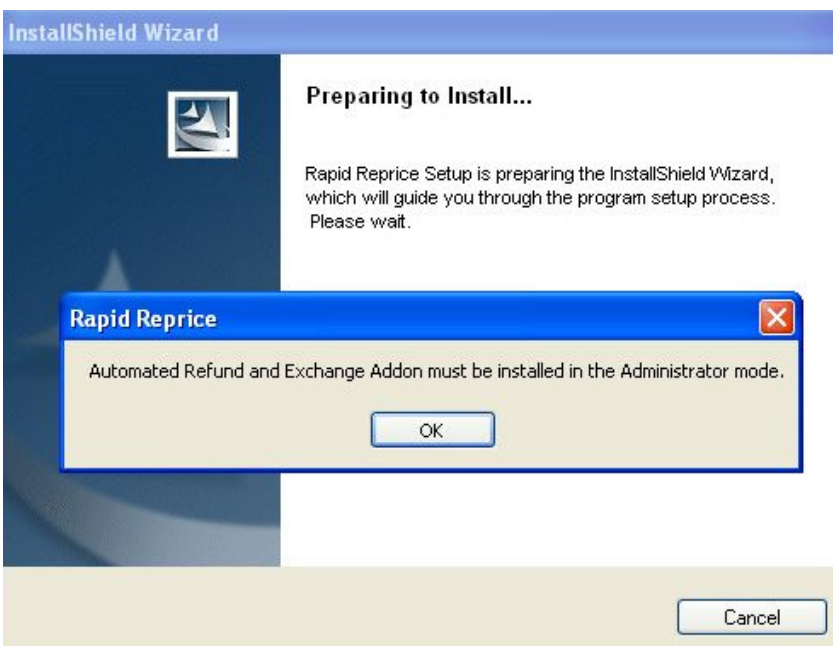 InstallShield Wizard
Preparing to Install...
Rapid Reprice Setup is preparing the InstallShield Wizard,
which will guide you through the program setup process.
Please wait.
Rapid Reprice
Automated Refund and Exchange Addon must be installed in the Administrator mode.
OK
Cancel